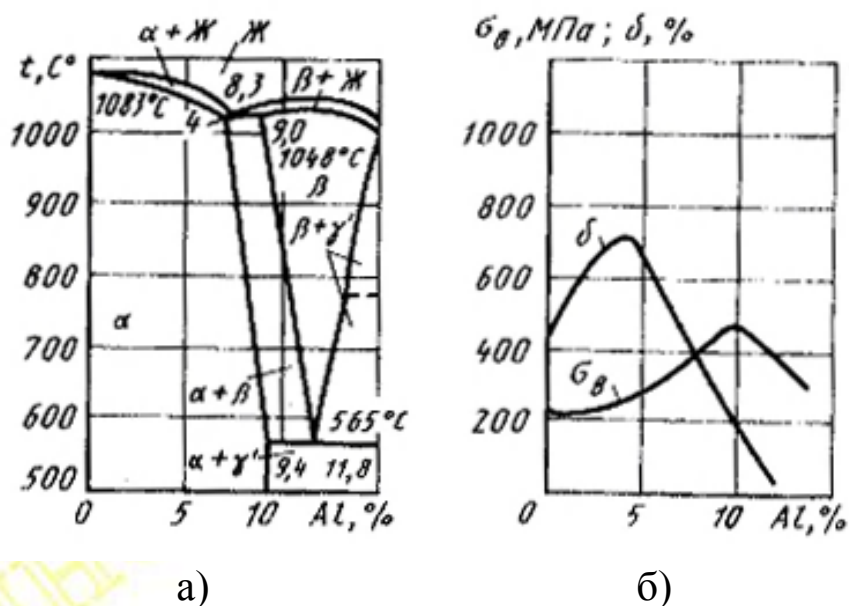 t,C°
α+Ж
Ж
8,3
β+Ж
1083°C
4
9,0
1048°C
β
β+γ'
α
α+β
565°C
α+γ'
9,4
11,8
1000
900
800
700
600
500
0
5
10
Al,%
а)
σв, МПа; δ, %
1000
800
600
400
200
δ
σв
0
5
10
Al,%
б)